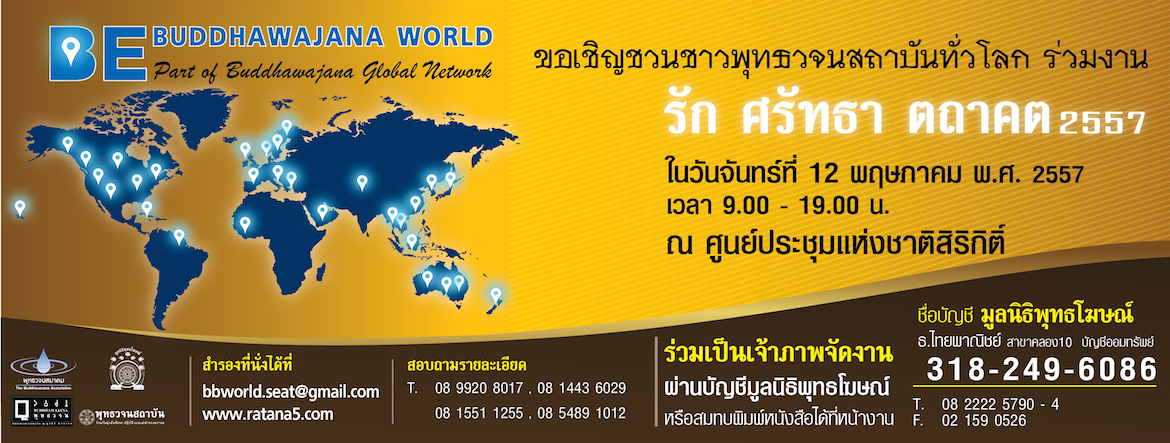 BE BUDDHAWAJANA WORLD
Part of Buddhawajana Global Network
ขอเชิญชวนชาวพุทธวจนสถาบันทั่วโลก ร่วมงาน
รัก ศรัทธา ตถาคต 2557
ในวันจันทร์ที่ 12 พฤษภาคม พ.ศ. 2557
เวลา 9.00 - 19.00 น.
ณ ศูนย์ประชุมแห่งชาติสิริกิติ์
พุทธวจนสมาคม
The Buddhawajana Association
BUDDHAWAJANA
พุทธวจน
พุทธวจนสถาบัน
สำรองที่นั่งได้ที่
bbworld.seat@gmail.com
www.ratana5.com
สอบถามรายละเอียด
T. 08 9920 8017 , 08 1443 6029
08 1551 1255 , 08 5489 1012
ร่วมเป็นเจ้าภาพจัดงาน
ผ่านบัญชีมูลนิธิพุทธโฆษณ์
หรือสมทบพิมพ์หนังสือได้ที่หน้างาน
ชื่อบัญชี มูลนิธิพุทธโฆษณ์
ธ.ไทยพาณิชย์ สาขาคลอง10 บัญชีออมทรัพย์
318-249-6086
T. 08 2222 5790 - 4
F. 02 159 0526